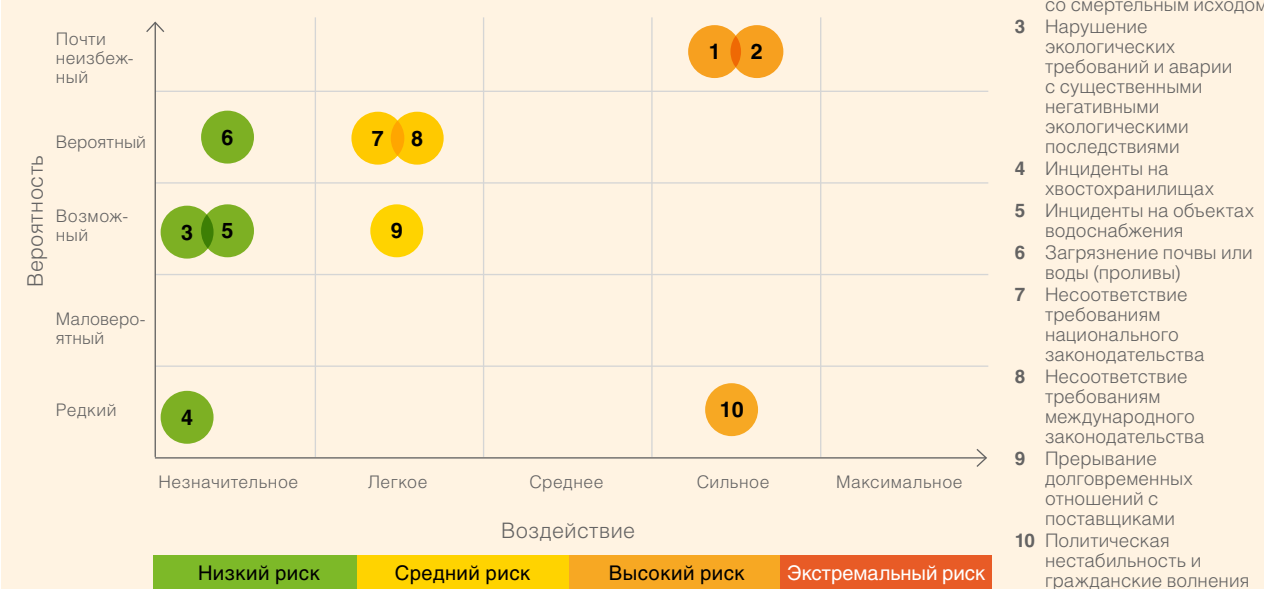 со смертельным исходом
3 Нарушение
экологических
требований и аварии
с существенными
негативными
экологическими
последствиями
4 Инциденты на
хвостохранилищах
5 Инциденты на объектах
водоснабжения
6 Загрязнение почвы или
воды (проливы)
7 Несоответствие
требованиям
национального
законодательства
8 Несоответствие
требованиям
международного
законодательства
9 Прерывание
долговременных
отношений с
поставщиками
10 Политическая
нестабильность и
гражданские волнения
Вероятность
Почти
неизбеж-
ный
1 2
Вероятный
6 7 8
Возмож-
ный
3 5 9
Маловеро-
ятный
Редкий
4 10
Незначительное Легкое Среднее Сильное Максимальное
Воздействие
Низкий риск Средний риск Высокий риск Экстремальный риск